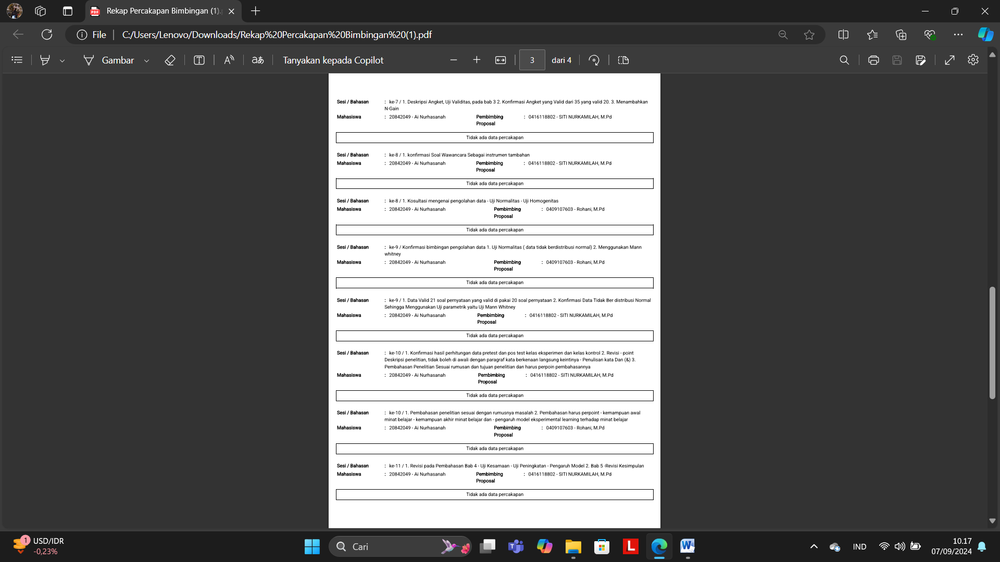 Rekap Percakapan Bimbingan (1).
File
C:/Users/Lenovo/Downloads/Rekap%20Percakapan%20Bimbingan%20(1).pdf
Gambar
aあ
Tanyakan kepada Copilot
3 dari 4
Sesi / Bahasan : ke-7 / 1. Deskripsi Angket, Uji Validitas, pada bab 3 2. Konfirmasi Angket yang Valid dari 35 yang valid 20. 3. Menambahkan
N-Gain
Mahasiswa : 20842049 - Ai Nurhasanah Pembimbing : 0416118802 - SITI NURKAMILAH, M.Pd
Proposal
Tidak ada data percakapan
Sesi / Bahasan : ke-8 / 1. konfirmasi Soal Wawancara Sebagai instrumen tambahan
Mahasiswa : 20842049 - Ai Nurhasanah Pembimbing : 0416118802 - SITI NURKAMILAH, M.Pd
Proposal
Tidak ada data percakapan
Sesi / Bahasan : ke-8 / 1. Kosultasi mengenai pengolahan data - Uji Normalitas - Uji Homogenitas
Mahasiswa : 20842049 - Ai Nurhasanah Pembimbing : 0409107603 - Rohani, M.Pd
Proposal
Tidak ada data percakapan
Sesi / Bahasan : ke-9 / Konfirmasi bimbingan pengolahan data 1. Uji Normalitas ( data tidak berdistribusi normal) 2. Menggunakan Mann
whitney
Mahasiswa : 20842049 - Ai Nurhasanah Pembimbing : 0409107603 - Rohani, M.Pd
Proposal
Tidak ada data percakapan
Sesi / Bahasan : ke-9 / 1. Data Valid 21 soal pernyataan yang valid di pakai 20 soal pernyataan 2. Konfirmasi Data Tidak Ber distribusi Normal
Sehingga Menggunakan Uji parametrik yaitu Uji Mann Whitney
Mahasiswa : 20842049 - Ai Nurhasanah Pembimbing : 0416118802 - SITI NURKAMILAH, M.Pd
Proposal
Tidak ada data percakapan
Sesi / Bahasan : ke-10 / 1. Konfirmasi hasil perhitungan data pretest dan pos test kelas eksperimen dan kelas kontrol 2. Revisi - point
Deskripsi penelitian, tidak boleh di awali dengan paragraf kata berkenaan langsung keintinya - Penulisan kata Dan (&) 3.
Pembahasan Penelitian Sesuai rumusan dan tujuan penelitian dan harus perpoin pembahasannya
Mahasiswa : 20842049 - Ai Nurhasanah Pembimbing : 0416118802 - SITI NURKAMILAH, M.Pd
Proposal
Tidak ada data percakapan
Sesi / Bahasan : ke-10 / 1. Pembahasan penelitian sesuai dengan rumusnya masalah 2. Pembahasan harus perpoint - kemampuan awal
minat belajar - kemampuan akhir minat belajar dan - pengaruh model eksperimental learning terhadap minat belajar
Mahasiswa : 20842049 - Ai Nurhasanah Pembimbing : 0409107603 - Rohani, M.Pd
Proposal
Tidak ada data percakapan
Sesi / Bahasan : ke-11 / 1. Revisi pada Pembahasan Bab 4 - Uji Kesamaan - Uji Peningkatan - Pengaruh Model 2. Bab 5 -Revisi Kesimpulan
Mahasiswa : 20842049 - Ai Nurhasanah Pembimbing : 0416118802 - SITI NURKAMILAH, M.Pd
Proposal
Tidak ada data percakapan
1
USD/IDR
-0,23%
Cari
IND
10.17
07/09/2024